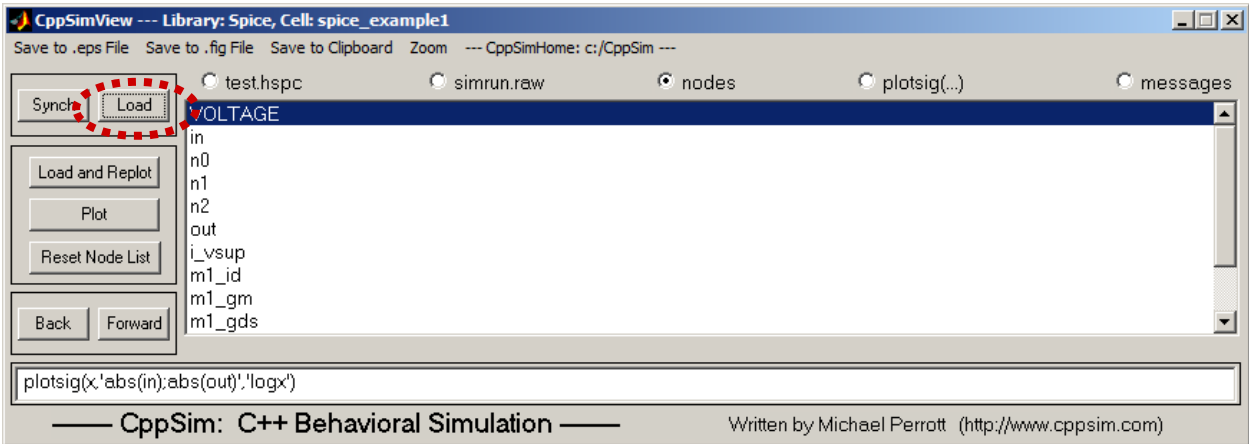 CppSimView --- Library: Spice, Cell: spice_example1
Save to .eps File Save to .fig File Save to Clipboard Zoom --- CppSimHome: c:/CppSim ---
test.hspc simrun.raw nodes plotsig(...) messages
Synch Load
VOLTAGE
in
n0
n1
n2
out
i_vsup
m1_id
m1_gm
m1_gds
Load and Replot
Plot
Reset Node List
Back Forward
plotsig(x,'abs(in);abs(out)','logx')
CppSim: C++ Behavioral Simulation
Written by Michael Perrott (http://www.cppsim.com)